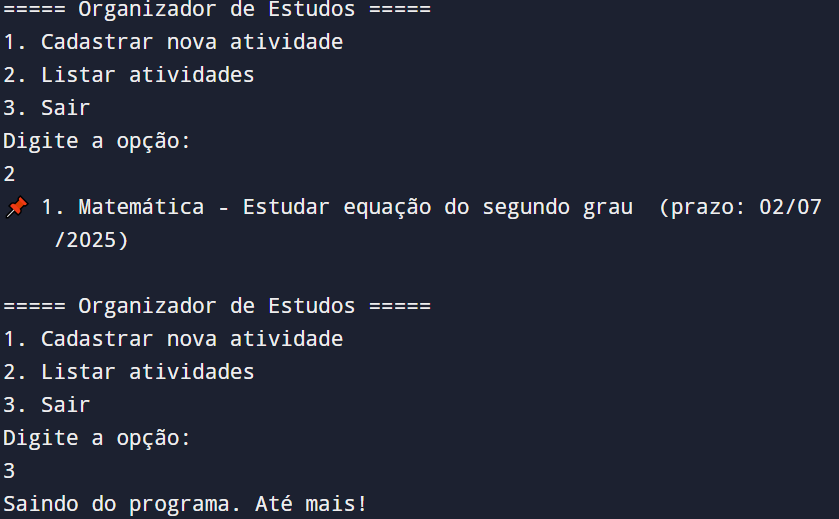 ===== Organizador de Estudos =====
1. Cadastrar nova atividade
2. Listar atividades
3. Sair
Digite a opção:
2
📌 1. Matemática - Estudar equação do segundo grau  (prazo: 02/07
/2025)
===== Organizador de Estudos =====
1. Cadastrar nova atividade
2. Listar atividades
3. Sair
Digite a opção:
3
Saindo do programa. Até mais!